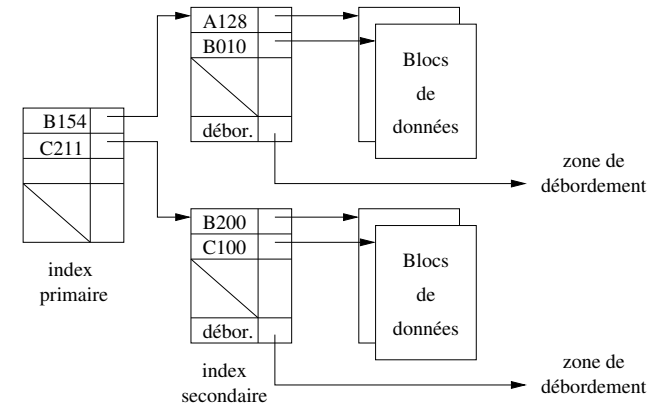 A128
B010
débor.
Blocs
de
données
B154
C211
zone de
débordement
index
primaire
B200
C100
débor.
Blocs
de
données
index
secondaire
zone de
débordement